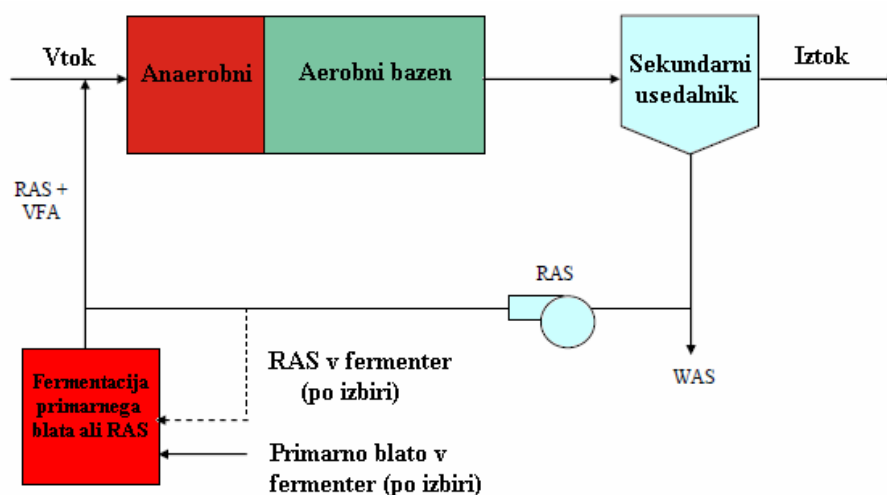 Vtok
Anaerobni
Aerobni bazen
Sekundarni
usedalnik
Iztok
RAS +
VFA
RAS
WAS
RAS v fermenter
(po izbiri)
Fermentacija
primarnega
blata ali RAS
Primarno blato v
fermenter (po izbiri)